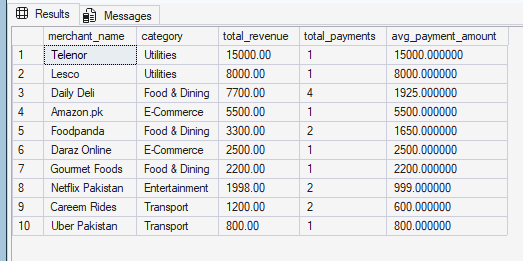 Results Messages
merchant_name category total_revenue total_payments avg_payment_amount
1 Telenor Utilities 15000.00 1 15000.000000
2 Lesco Utilities 8000.00 1 8000.000000
3 Daily Deli Food & Dining 7700.00 4 1925.000000
4 Amazon.pk E-Commerce 5500.00 1 5500.000000
5 Foodpanda Food & Dining 3300.00 2 1650.000000
6 Daraz Online E-Commerce 2500.00 1 2500.000000
7 Gourmet Foods Food & Dining 2200.00 1 2200.000000
8 Netflix Pakistan Entertainment 1998.00 2 999.000000
9 Careem Rides Transport 1200.00 2 600.000000
10 Uber Pakistan Transport 800.00 1 800.000000